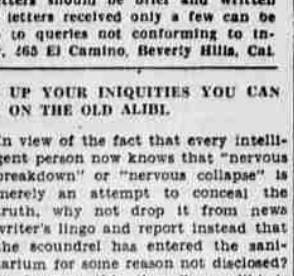 etters should be brief and written
letters received only a few can be
to queries not conforming to in-
, 465 El Camino, Beverly Hills, Cal.
UP YOUR INIQUITIES YOU CAN
ON THE OLD ALIBI.
In view of the fact that every intelli-
gent person now knows that "nervous
breakdown" or "nervous collapse" is
merely an attempt to conceal the
truth, why not drop it from news
writer's lingo and report instead that
the scoundrel has entered the sani-
tarium for some reason not disclosed?